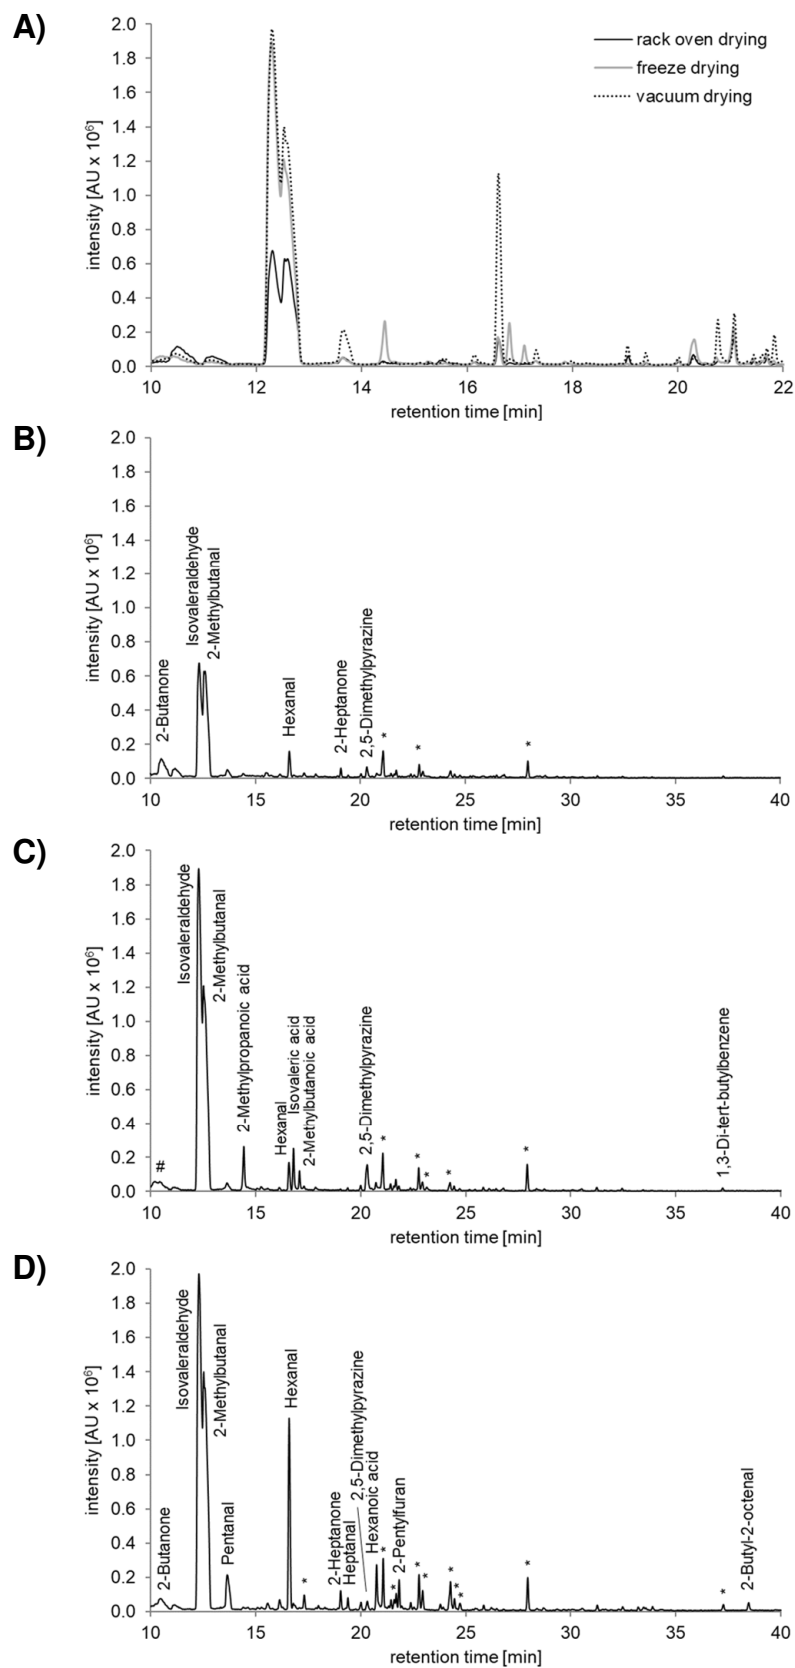 A)
rack oven drying
freeze drying
vacuum drying
intensity [AU x 10⁶]
2.0
1.8
1.6
1.4
1.2
1.0
0.8
0.6
0.4
0.2
0.0
10 12 14 16 18 20 22
retention time [min]
B)
intensity [AU x 10⁶]
2.0
1.8
1.6
1.4
1.2
1.0
0.8
0.6
0.4
0.2
0.0
2-Butanone
Isovaleraldehyde
2-Methylbutanal
Hexanal
2-Heptanone
2,5-Dimethylpyrazine
* * *
10 15 20 25 30 35 40
retention time [min]
C)
intensity [AU x 10⁶]
2.0
1.8
1.6
1.4
1.2
1.0
0.8
0.6
0.4
0.2
0.0
#
Isovaleraldehyde
2-Methylbutanal
2-Methylpropanoic acid
Hexanal
Isovaleric acid
2-Methylbutanoic acid
2,5-Dimethylpyrazine
* * * * *
1,3-Di-tert-butylbenzene
10 15 20 25 30 35 40
retention time [min]
D)
intensity [AU x 10⁶]
2.0
1.8
1.6
1.4
1.2
1.0
0.8
0.6
0.4
0.2
0.0
2-Butanone
Isovaleraldehyde
2-Methylbutanal
Pentanal
Hexanal
*
2-Heptanone
Heptanal
2,5-Dimethylpyrazine
Hexanoic acid
* *
2-Pentylfuran
* * * * * * *
2-Butyl-2-octenal
10 15 20 25 30 35 40
retention time [min]